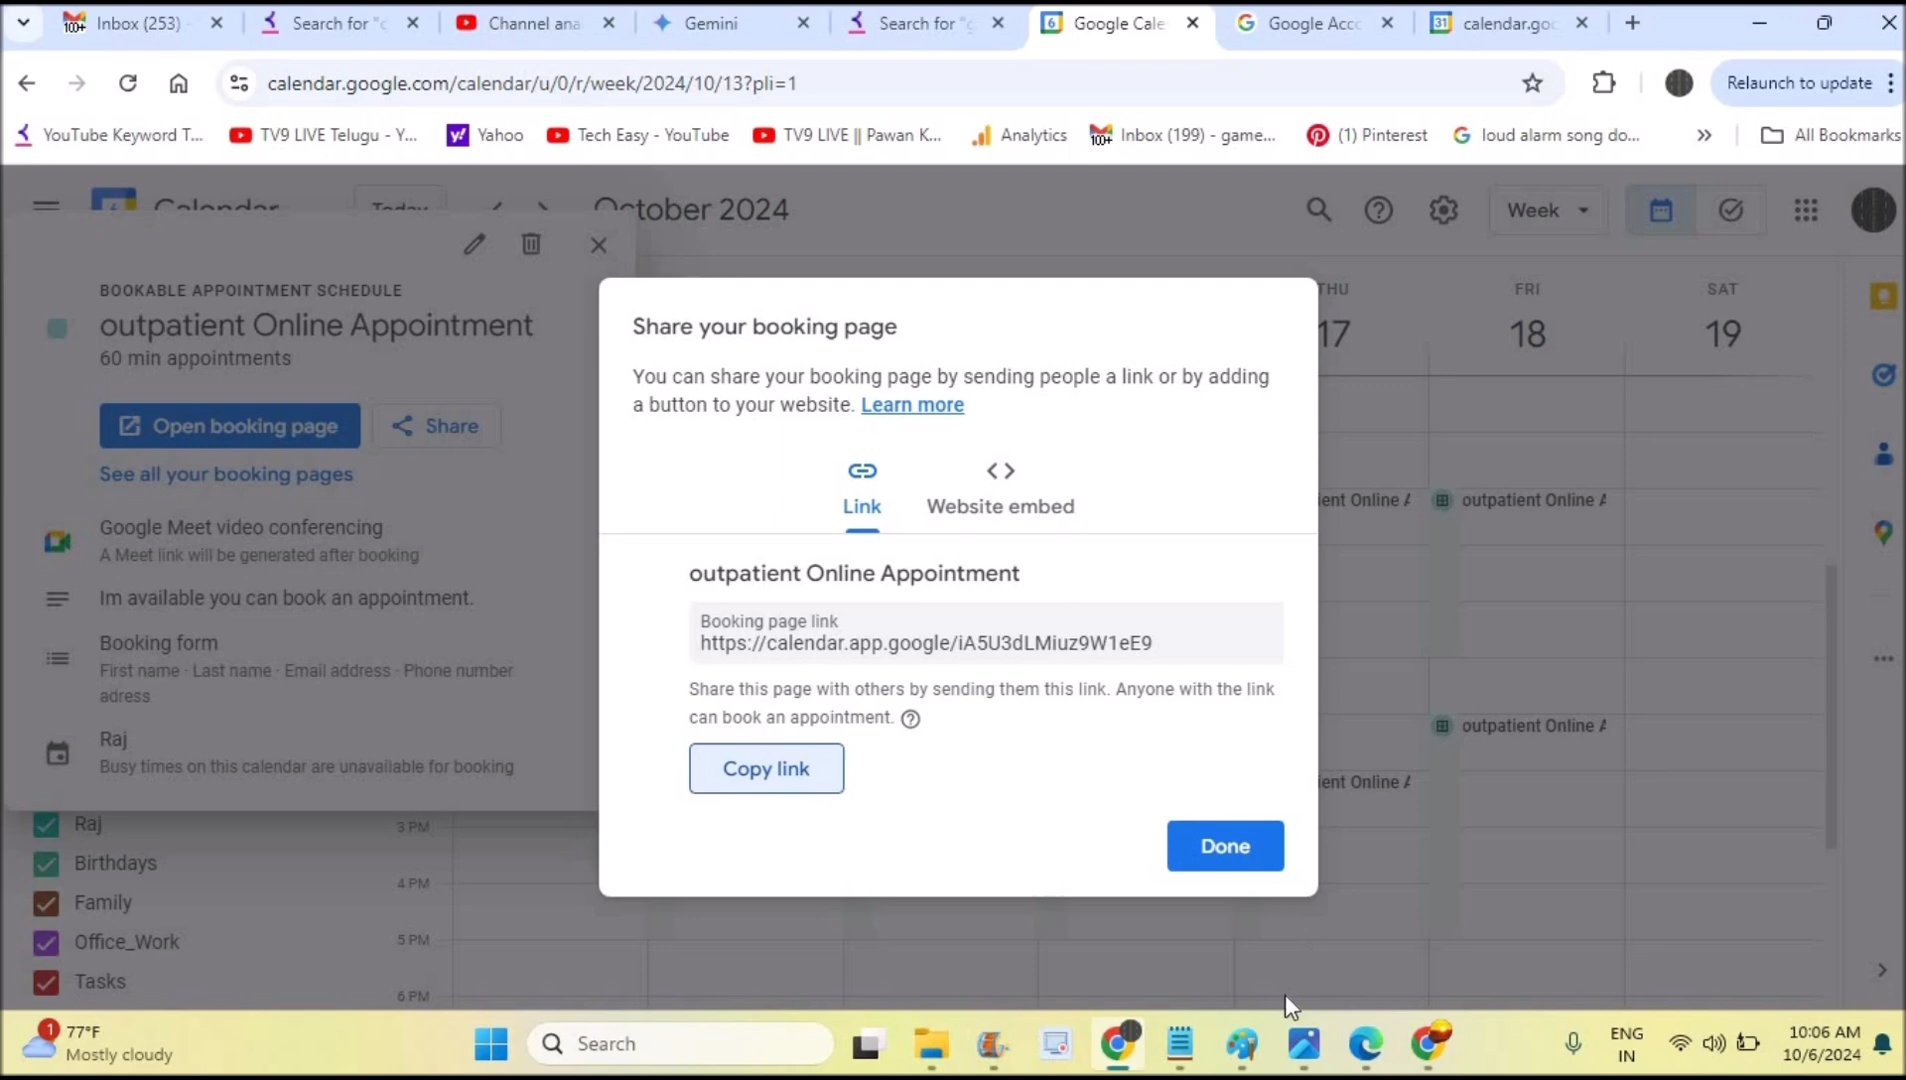 Inbox (253) -
Search for "c
Channel ana
Gemini
Search for "g
6
Google Cale
Google Acc
31
calendar.goo
calendar.google.com/calendar/u/0/r/week/2024/10/13?pli=1
Relaunch to update
YouTube Keyword T...
TV9 LIVE Telugu - Y...
Yahoo
Tech Easy - YouTube
TV9 LIVE || Pawan K...
Analytics
Inbox (199) - game...
(1) Pinterest
loud alarm song do...
All Bookmarks
Calendar
Today
October 2024
Week
BOOKABLE APPOINTMENT SCHEDULE
outpatient Online Appointment
60 min appointments
Open booking page
Share
See all your booking pages
Google Meet video conferencing
A Meet link will be generated after booking
Im available you can book an appointment.
Booking form
First name · Last name · Email address · Phone number
adress
Raj
Busy times on this calendar are unavailable for booking
Raj
Birthdays
Family
Office_Work
Tasks
3 PM
4 PM
5 PM
6 PM
Share your booking page
You can share your booking page by sending people a link or by adding
a button to your website. Learn more
Link
Website embed
outpatient Online Appointment
Booking page link
https://calendar.app.google/iA5U3dLMiuz9W1eE9
Share this page with others by sending them this link. Anyone with the link
can book an appointment.
Copy link
Done
THU
17
FRI
18
SAT
19
ient Online A
outpatient Online A
outpatient Online A
ient Online A
1
77°F
Mostly cloudy
Search
ENG
IN
10:06 AM
10/6/2024